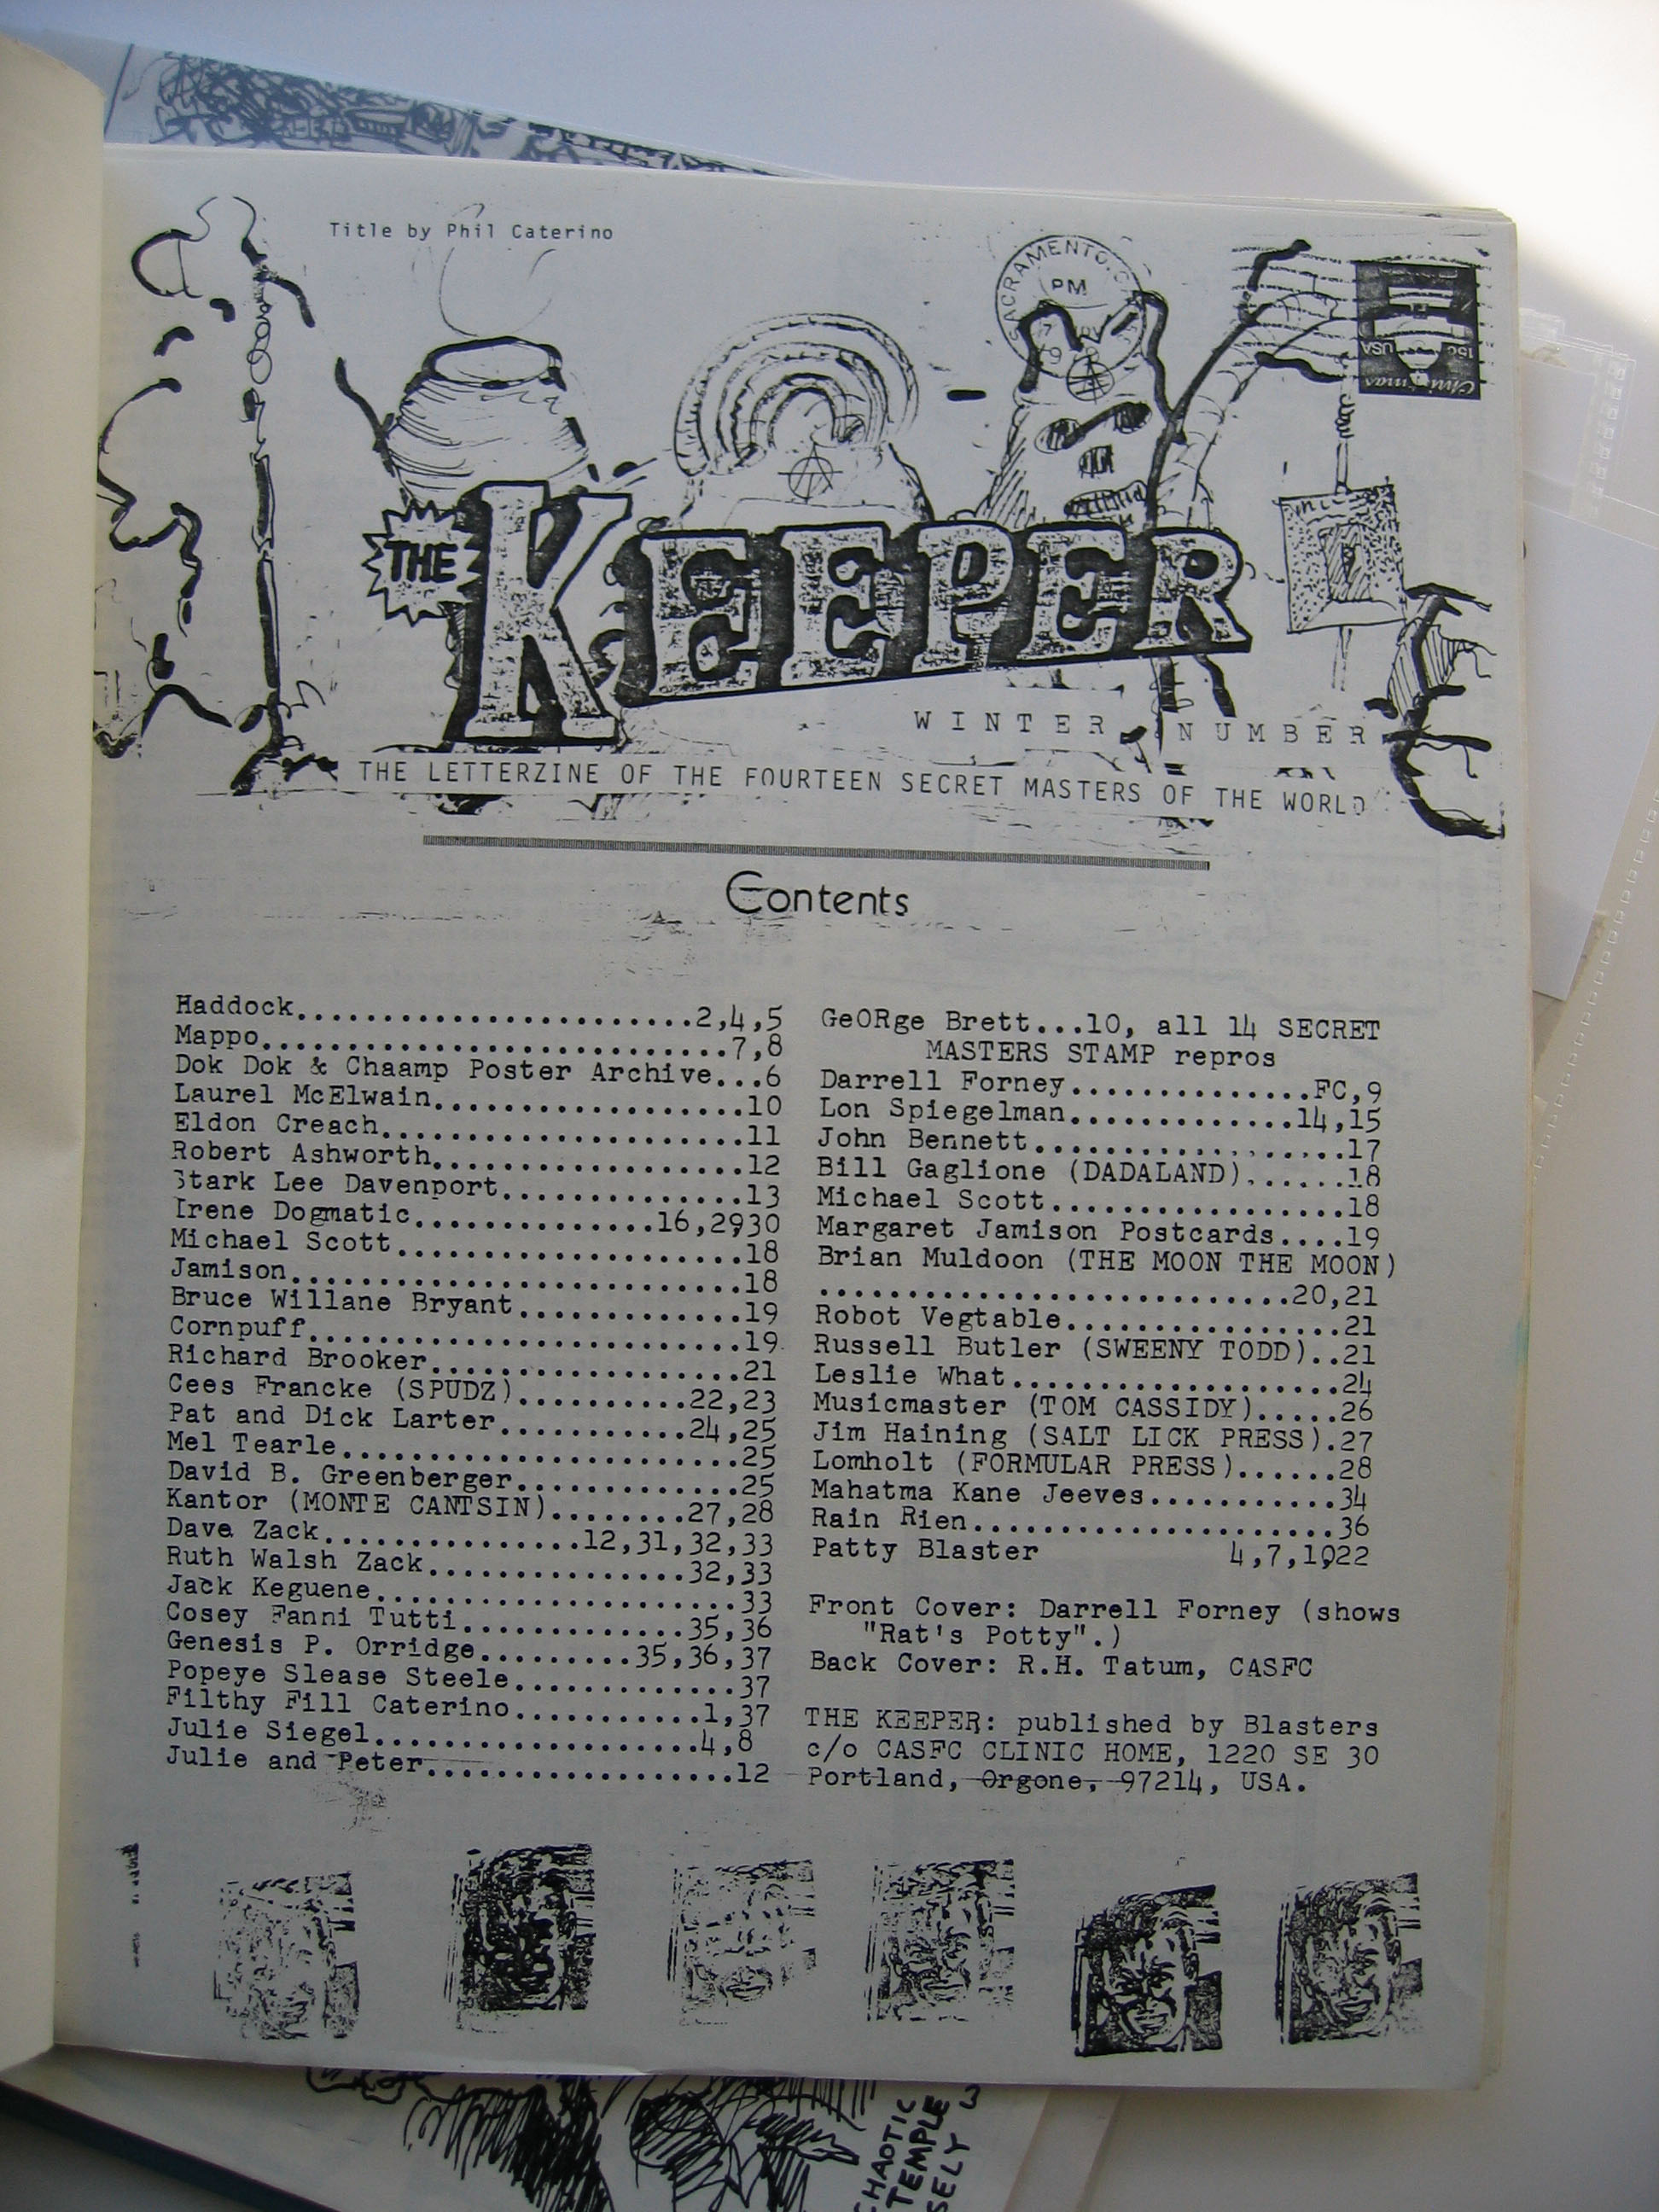 Title by Phil Caterino
SACRAMENTO, C
PM
USA 15c
Christmas
THE KEEPER
WINTER NUMBER
THE LETTERZINE OF THE FOURTEEN SECRET MASTERS OF THE WORLD
Contents
Haddock........................2,4,5
Mappo............................7,8
Dok Dok & Chaamp Poster Archive...6
Laurel McElwain...................10
Eldon Creach......................11
Robert Ashworth...................12
Stark Lee Davenport...............13
Irene Dogmatic...............16,29,30
Michael Scott.....................18
Jamison...........................18
Bruce Willane Bryant..............19
Cornpuff..........................19
Richard Brooker...................21
Cees Francke (SPUDZ)..........22,23
Pat and Dick Larter...........24,25
Mel Tearle........................25
David B. Greenberger..............25
Kantor (MONTE CANTSIN)........27,28
Dave Zack...............12,31,32,33
Ruth Walsh Zack...............32,33
Jack Keguene......................33
Cosey Fanni Tutti.............35,36
Genesis P. Orridge.........35,36,37
Popeye Slease Steele.............37
Filthy Fill Caterino...........1,37
Julie Siegel...................4,8
Julie and Peter..................12
GeORge Brett...10, all 14 SECRET
MASTERS STAMP repros
Darrell Forney..............FC,9
Lon Spiegelman.............14,15
John Bennett..................17
Bill Gaglione (DADALAND).......18
Michael Scott..................18
Margaret Jamison Postcards....19
Brian Muldoon (THE MOON THE MOON)
............................20,21
Robot Vegtable................21
Russell Butler (SWEENY TODD)..21
Leslie What...................24
Musicmaster (TOM CASSIDY).....26
Jim Haining (SALT LICK PRESS).27
Lomholt (FORMULAR PRESS)......28
Mahatma Kane Jeeves...........34
Rain Rien.....................36
Patty Blaster 4,7,10,22
Front Cover: Darrell Forney (shows
"Rat's Potty".)
Back Cover: R.H. Tatum, CASFC
THE KEEPER: published by Blasters
c/o CASFC CLINIC HOME, 1220 SE 30
Portland, Orgone, 97214, USA.
CHAOTIC
TEMPLE
SELY